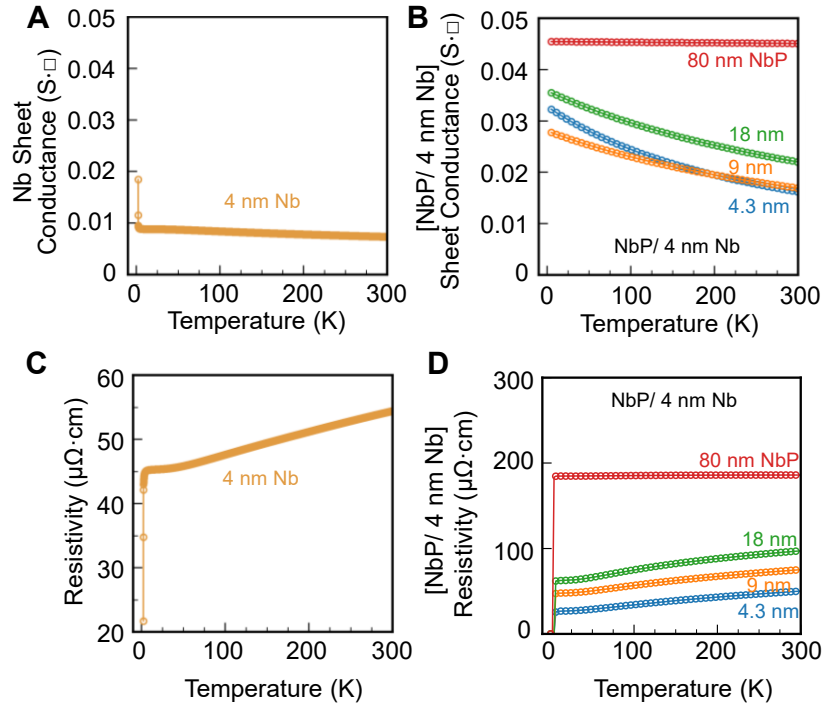 A
Nb Sheet
Conductance (S·□)
0.05
0.04
0.03
0.02
0.01
0
4 nm Nb
0
100
200
300
Temperature (K)
B
[NbP/ 4 nm Nb]
Sheet Conductance (S·□)
0.05
0.04
0.03
0.02
0.01
0
80 nm NbP
18 nm
9 nm
4.3 nm
NbP/ 4 nm Nb
0
100
200
300
Temperature (K)
C
Resistivity (μΩ·cm)
60
50
40
30
20
4 nm Nb
0
100
200
300
Temperature (K)
D
[NbP/ 4 nm Nb]
Resistivity (μΩ·cm)
300
200
100
0
NbP/ 4 nm Nb
80 nm NbP
18 nm
9 nm
4.3 nm
0
100
200
300
Temperature (K)